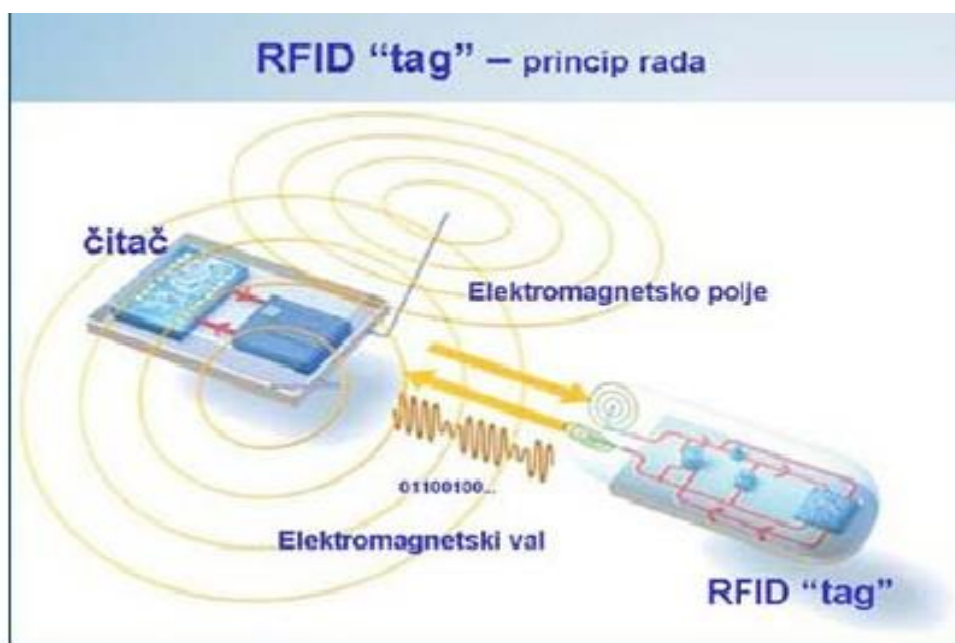 RFID “tag” – princip rada
čitač
Elektromagnetsko polje
01100100...
Elektromagnetski val
RFID “tag”